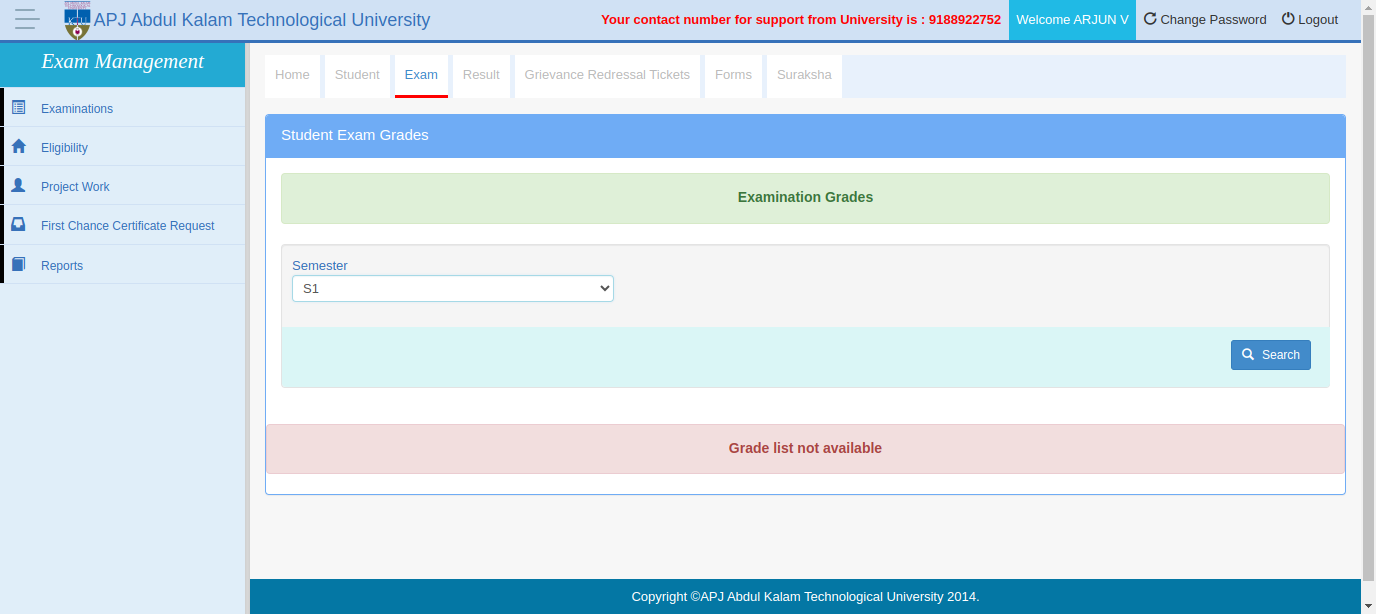 APJ Abdul Kalam Technological University
Your contact number for support from University is : 9188922752
Welcome ARJUN V
Change Password
Logout
Exam Management
Examinations
Eligibility
Project Work
First Chance Certificate Request
Reports
Home
Student
Exam
Result
Grievance Redressal Tickets
Forms
Suraksha
Student Exam Grades
Examination Grades
Semester
S1
Search
Grade list not available
Copyright ©APJ Abdul Kalam Technological University 2014.